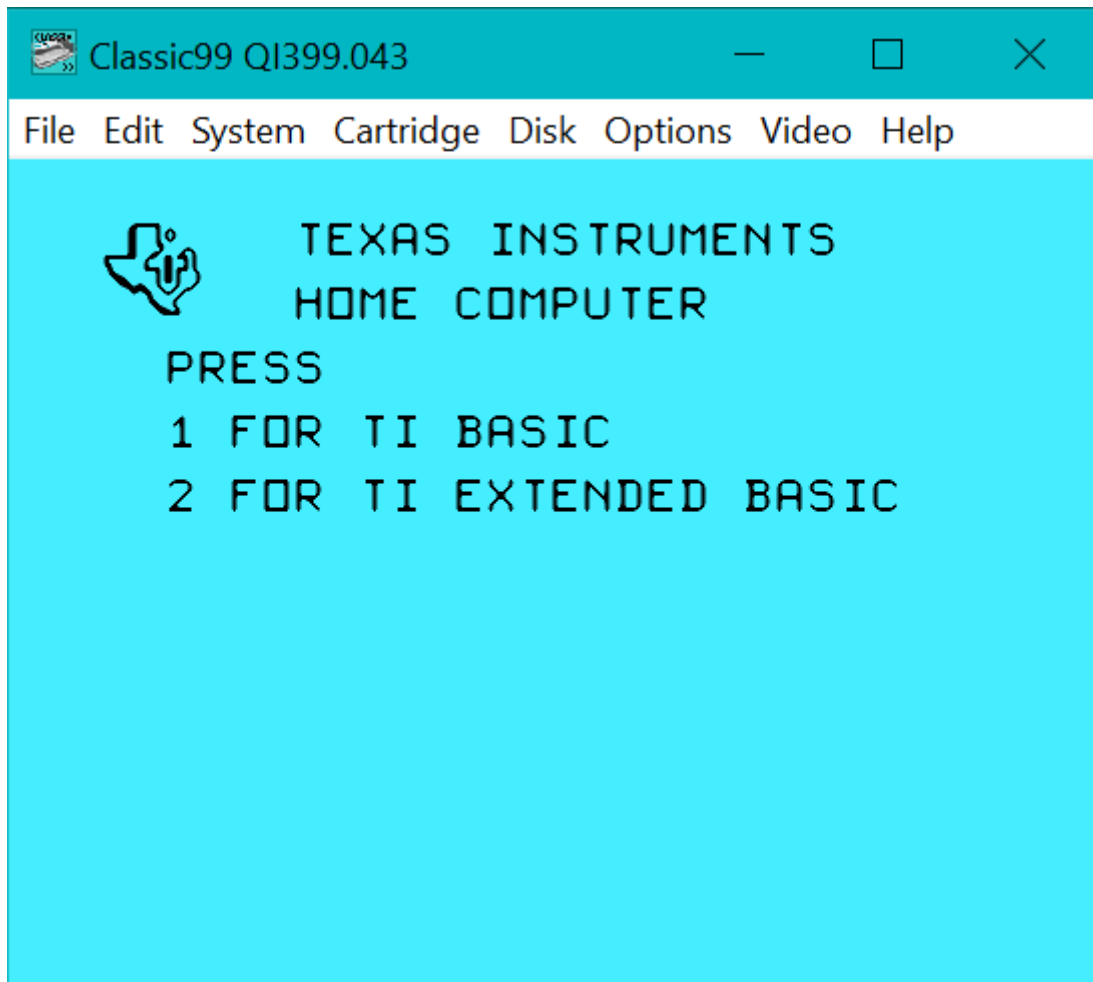 Classic99 QI399.043
File Edit System Cartridge Disk Options Video Help
TEXAS INSTRUMENTS
HOME COMPUTER
PRESS
1 FOR TI BASIC
2 FOR TI EXTENDED BASIC